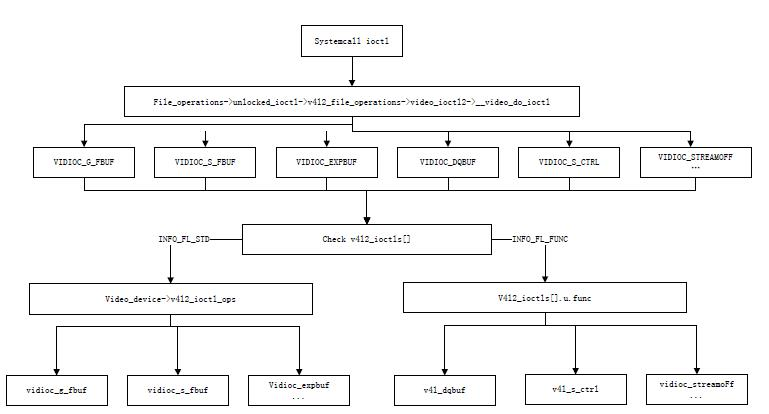 Systemcall ioctl
File_operations->unlocked_ioctl->v4l2_file_operations->video_ioctl2->__video_do_ioctl
VIDIOC_G_FBUF
VIDIOC_S_FBUF
VIDIOC_EXPBUF
VIDIOC_DQBUF
VIDIOC_S_CTRL
VIDIOC_STREAMOFF
...
INFO_FL_STD
Check v4l2_ioctls[]
INFO_FL_FUNC
Video_device->v4l2_ioctl_ops
V4l2_ioctls[].u.func
vidioc_g_fbuf
vidioc_s_fbuf
Vidioc_expbuf
...
v4l_dqbuf
v4l_s_ctrl
vidioc_streamoFf
...